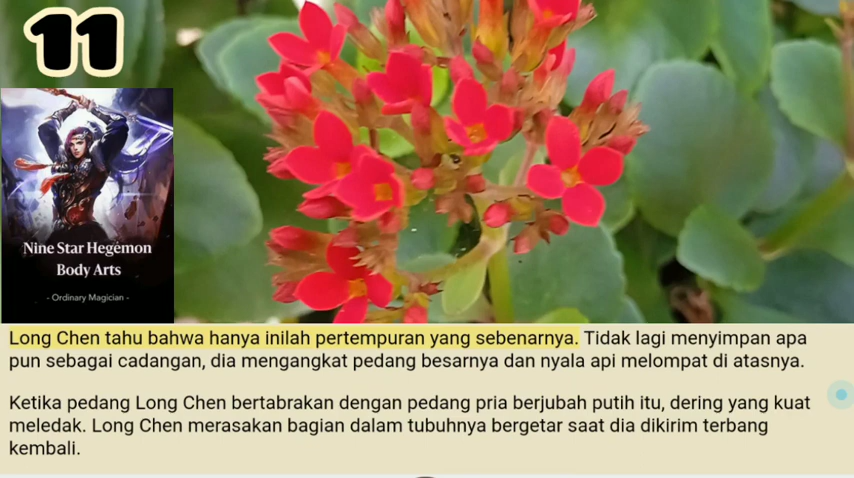 11
Nine Star Hegemon
Body Arts
- Ordinary Magician -
Long Chen tahu bahwa hanya inilah pertempuran yang sebenarnya. Tidak lagi menyimpan apa
pun sebagai cadangan, dia mengangkat pedang besarnya dan nyala api melompat di atasnya.
Ketika pedang Long Chen bertabrakan dengan pedang pria berjubah putih itu, dering yang kuat
meledak. Long Chen merasakan bagian dalam tubuhnya bergetar saat dia dikirim terbang
kembali.